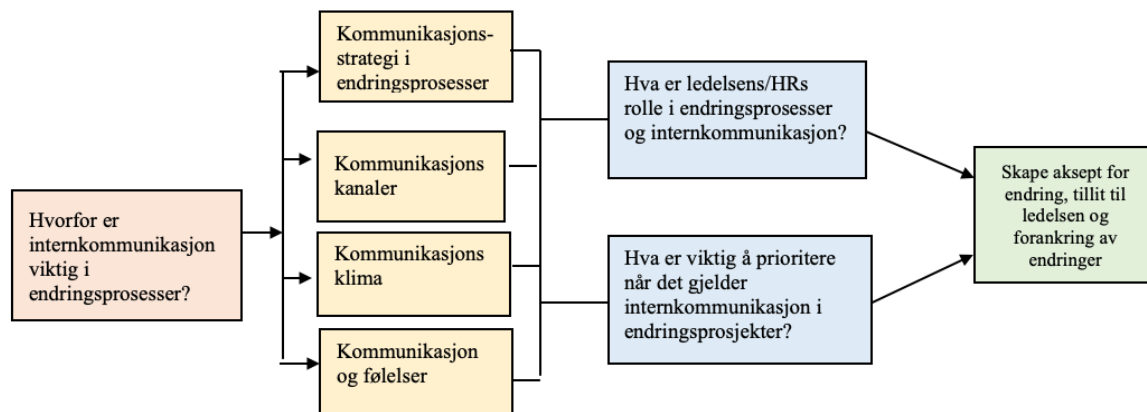 Kommunikasjons-
strategi i
endringsprosesser
Kommunikasjons
kanaler
Kommunikasjons
klima
Kommunikasjon
og følelser
Hvorfor er
internkommunikasjon
viktig i
endringsprosesser?
Hva er ledelsens/HRs
rolle i endringsprosesser
og internkommunikasjon?
Hva er viktig å prioritere
når det gjelder
internkommunikasjon i
endringsprosjekter?
Skape aksept for
endring, tillit til
ledelsen og
forankring av
endringer